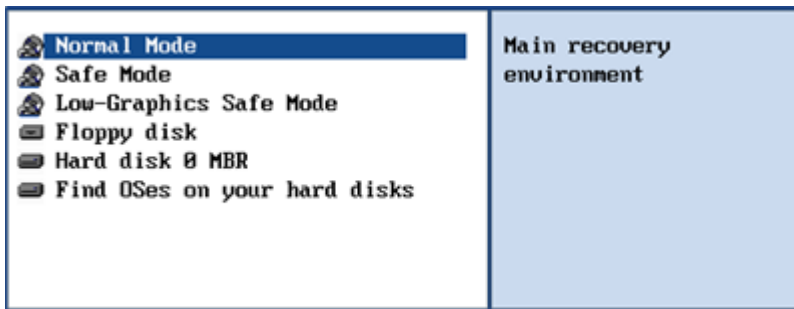 Normal Mode
Safe Mode
Low-Graphics Safe Mode
Floppy disk
Hard disk 0 MBR
Find OSes on your hard disks
Main recovery
environment